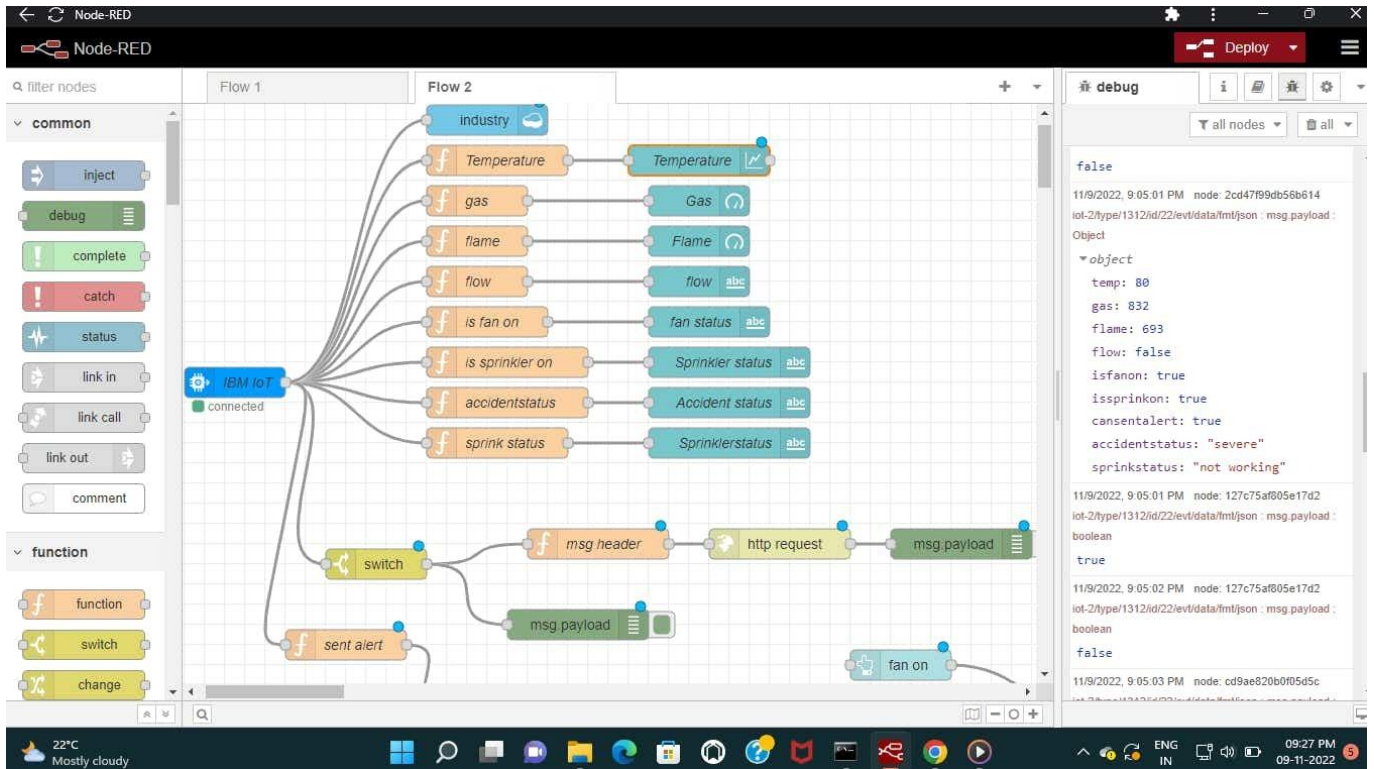 Node-RED
Node-RED
Deploy
filter nodes
Flow 1
Flow 2
debug
i
all nodes
all
common
inject
debug
complete
catch
status
link in
link call
link out
comment
function
function
switch
change
industry
Temperature
Temperature
gas
Gas
flame
Flame
flow
flow
abc
is fan on
fan status
abc
is sprinkler on
Sprinkler status
abc
IBM IoT
connected
accidentstatus
Accident status
abc
sprink status
Sprinklerstatus
abc
switch
msg header
http request
msg.payload
msg.payload
sent alert
fan on
false
11/9/2022, 9:05:01 PM node: 2cd47f99db56b614
iot-2/type/1312/id/22/evt/data/fmt/json : msg.payload :
Object
object
temp: 80
gas: 832
flame: 693
flow: false
isfanon: true
issprinkon: true
cansentalert: true
accidentstatus: "severe"
sprinkstatus: "not working"
11/9/2022, 9:05:01 PM node: 127c75af805e17d2
iot-2/type/1312/id/22/evt/data/fmt/json : msg.payload :
boolean
true
11/9/2022, 9:05:02 PM node: 127c75af805e17d2
iot-2/type/1312/id/22/evt/data/fmt/json : msg.payload :
boolean
false
11/9/2022, 9:05:03 PM node: cd9ae820b0f05d5c
22°C
Mostly cloudy
ENG
IN
09:27 PM
09-11-2022
5